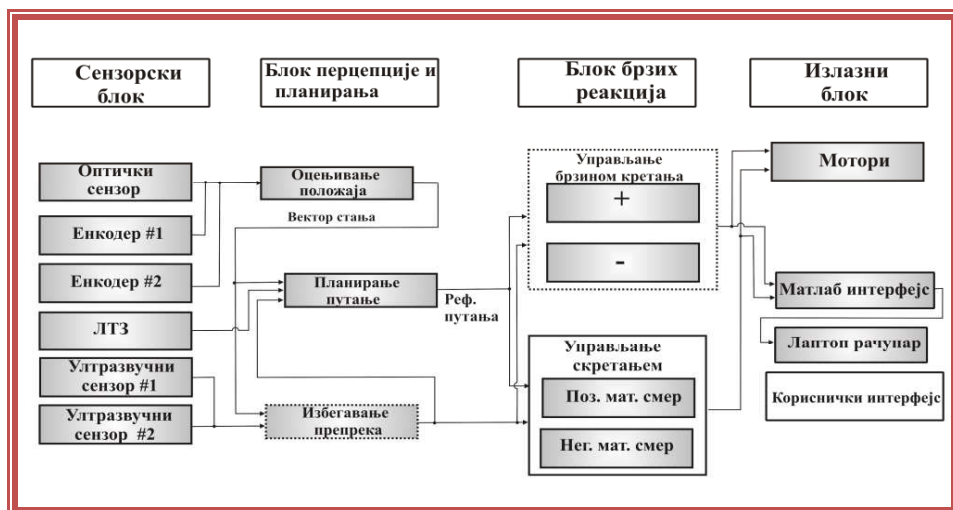 Сензорски
блок
Блок перцепције и
планирања
Блок брзих
реакција
Излазни
блок
Оптички
сензор
Енкодер #1
Енкодер #2
ЛТЗ
Ултразвучни
сензор #1
Ултразвучни
сензор #2
Оцењивање
положаја
Вектор стања
Планирање
путање
Реф.
путања
Избегавање
препрека
Управљање
брзином кретања
+
-
Управљање
скретањем
Поз. мат. смер
Нег. мат. смер
Мотори
Матлаб интерфејс
Лаптоп рачунар
Кориснички интерфејс